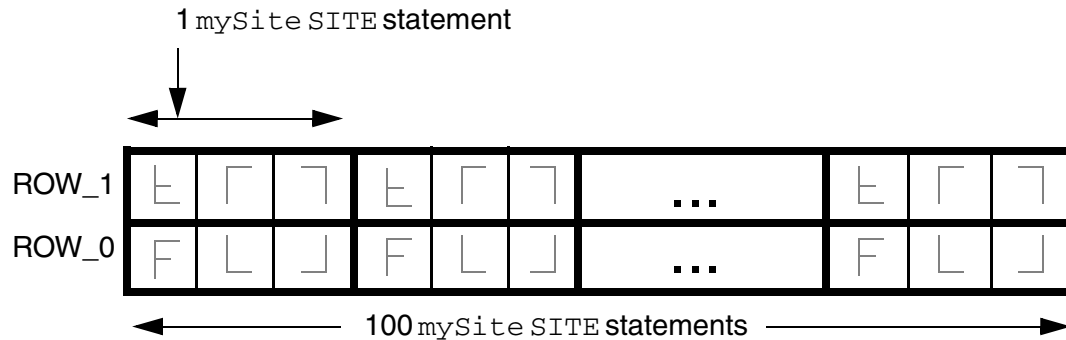 1 mySite SITE statement
ROW_1
...
ROW_0 F F ... F
100 mySite SITE statements